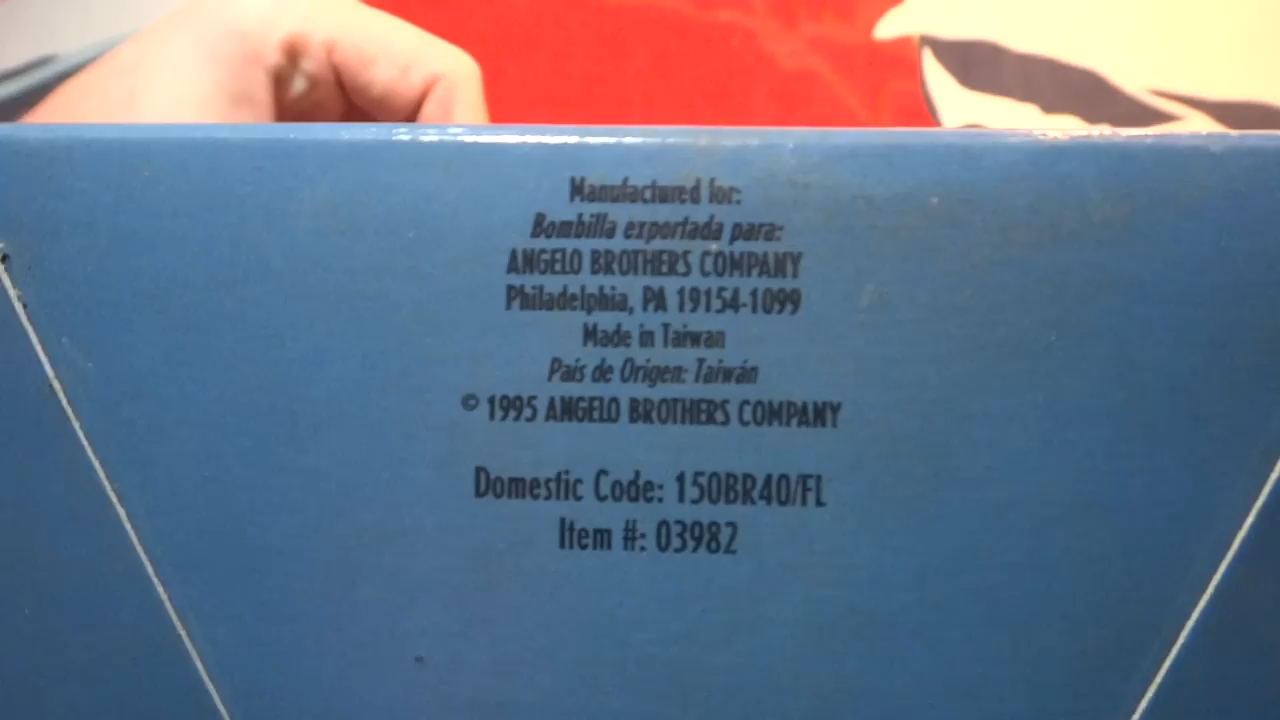 Manufactured for:
Bombilla exportada para:
ANGELO BROTHERS COMPANY
Philadelphia, PA 19154-1099
Made in Taiwan
País de Origen: Taiwán
© 1995 ANGELO BROTHERS COMPANY
Domestic Code: 150BR40/FL
Item #: 03982